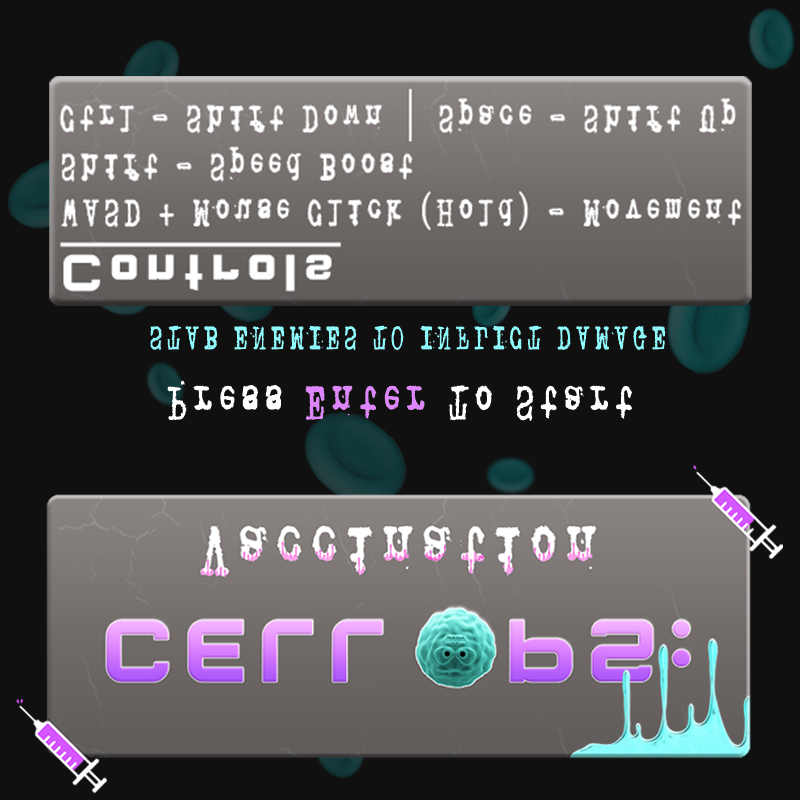 CELL OpS:
Vaccination
Press Enter To Start
STAB ENEMIES TO INFLICT DAMAGE
Controls
WASD + Mouse Click (Hold) - Movement
Shift - Speed Boost
Ctrl - Shift Down | Space - Shift Up